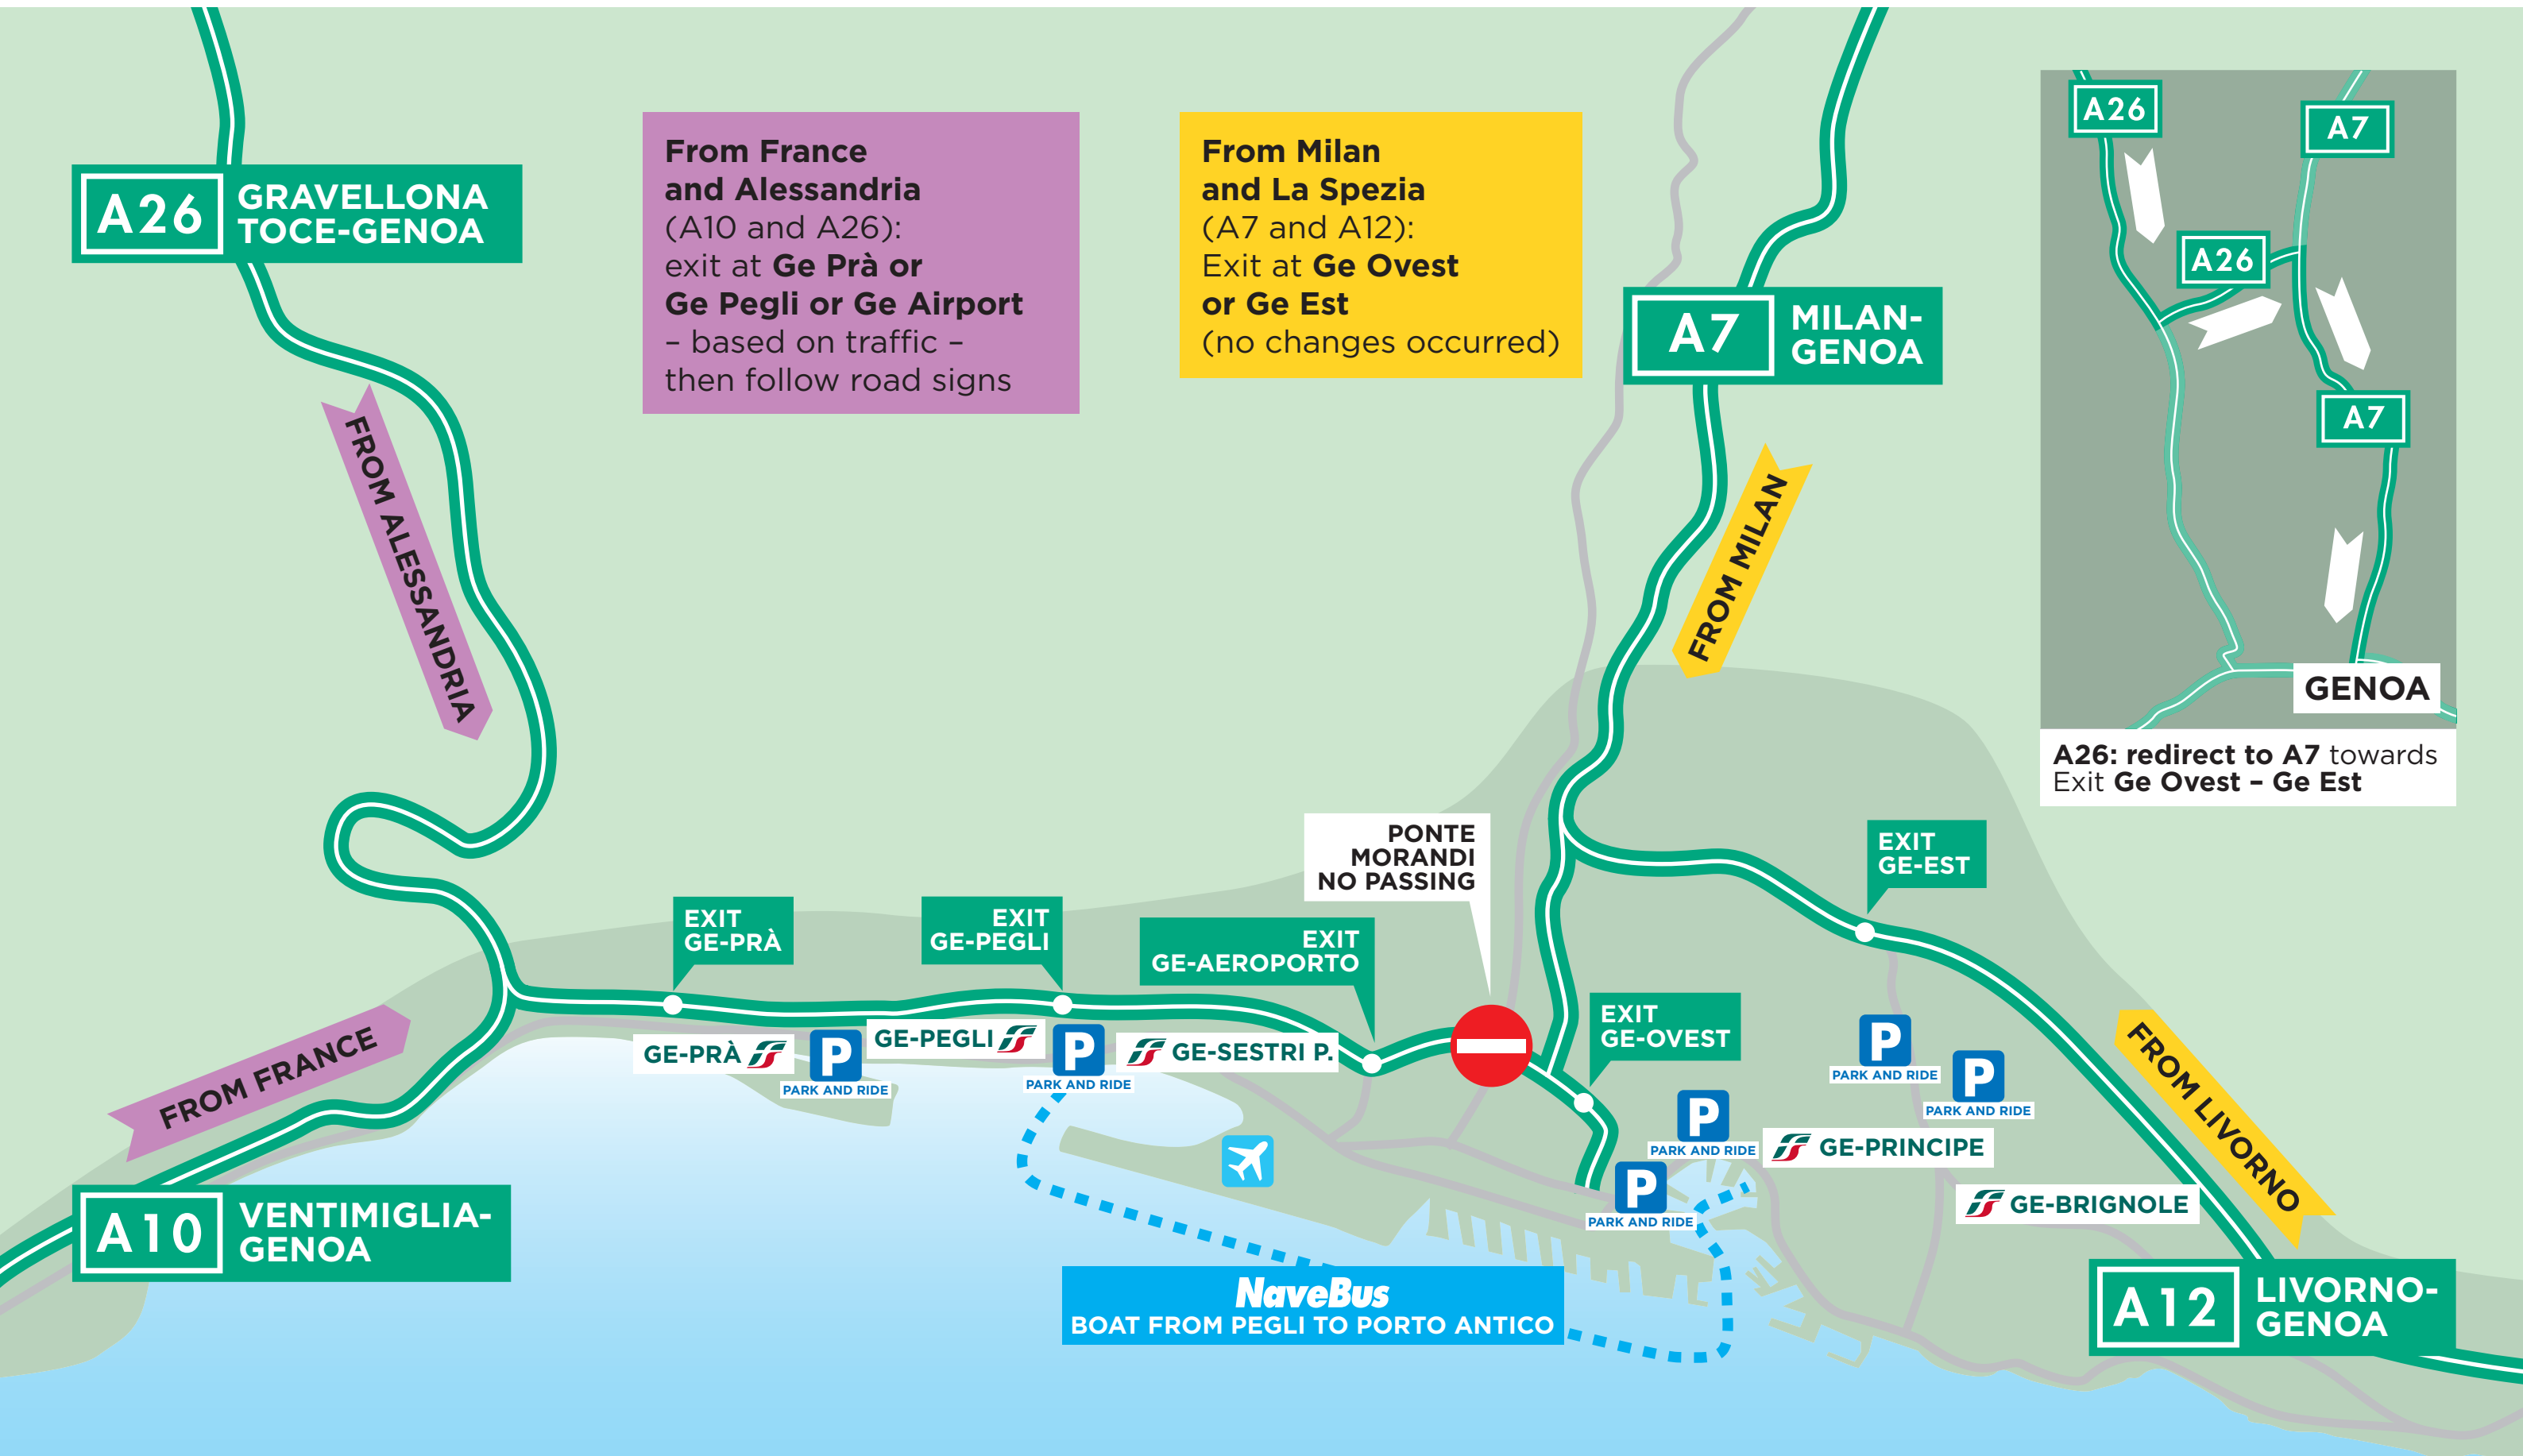 A26
GRAVELLONA
TOCE-GENOA
From France
and Alessandria
(A10 and A26):
exit at Ge Prà or
Ge Pegli or Ge Airport
– based on traffic –
then follow road signs
From Milan
and La Spezia
(A7 and A12):
Exit at Ge Ovest
or Ge Est
(no changes occurred)
A7
MILAN-
GENOA
A26
A7
A26
A7
GENOA
A26: redirect to A7 towards
Exit Ge Ovest – Ge Est
FROM ALESSANDRIA
FROM MILAN
PONTE
MORANDI
NO PASSING
EXIT
GE-EST
EXIT
GE-PRÀ
EXIT
GE-PEGLI
EXIT
GE-AEROPORTO
EXIT
GE-OVEST
FROM FRANCE
GE-PRÀ
P
PARK AND RIDE
GE-PEGLI
P
PARK AND RIDE
GE-SESTRI P.
P
PARK AND RIDE
P
PARK AND RIDE
P
PARK AND RIDE
P
PARK AND RIDE
GE-PRINCIPE
GE-BRIGNOLE
FROM LIVORNO
A10
VENTIMIGLIA-
GENOA
NaveBus
BOAT FROM PEGLI TO PORTO ANTICO
A12
LIVORNO-
GENOA